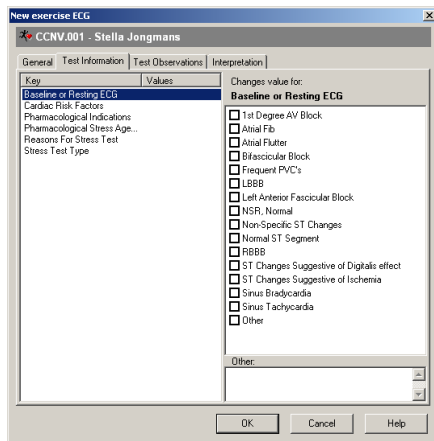 New exercise ECG
CCNV.001 - Stella Jongmans
General Test Information Test Observations Interpretation
Key Values
Baseline or Resting ECG
Cardiac Risk Factors
Pharmacological Indications
Pharmacological Stress Age...
Reasons For Stress Test
Stress Test Type
Changes value for:
Baseline or Resting ECG
1st Degree AV Block
Atrial Fib
Atrial Flutter
Bifascicular Block
Frequent PVC's
LBBB
Left Anterior Fascicular Block
NSR, Normal
Non-Specific ST Changes
Normal ST Segment
RBBB
ST Changes Suggestive of Digitalis effect
ST Changes Suggestive of Ischemia
Sinus Bradycardia
Sinus Tachycardia
Other
Other:
OK Cancel Help